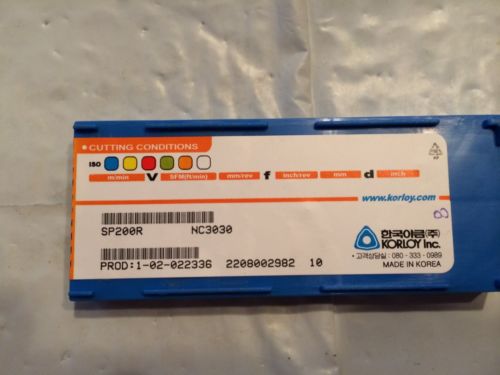 • CUTTING CONDITIONS
ISO
m/min V SFM(ft/min) mm/rev f inch/rev mm d inch
www.korloy.com
SP200R NC3030
한국야금(주)
KORLOY Inc.
• 고객상담실 : 080 - 333 - 0989
PROD:1-02-022336 2208002982 10
MADE IN KOREA